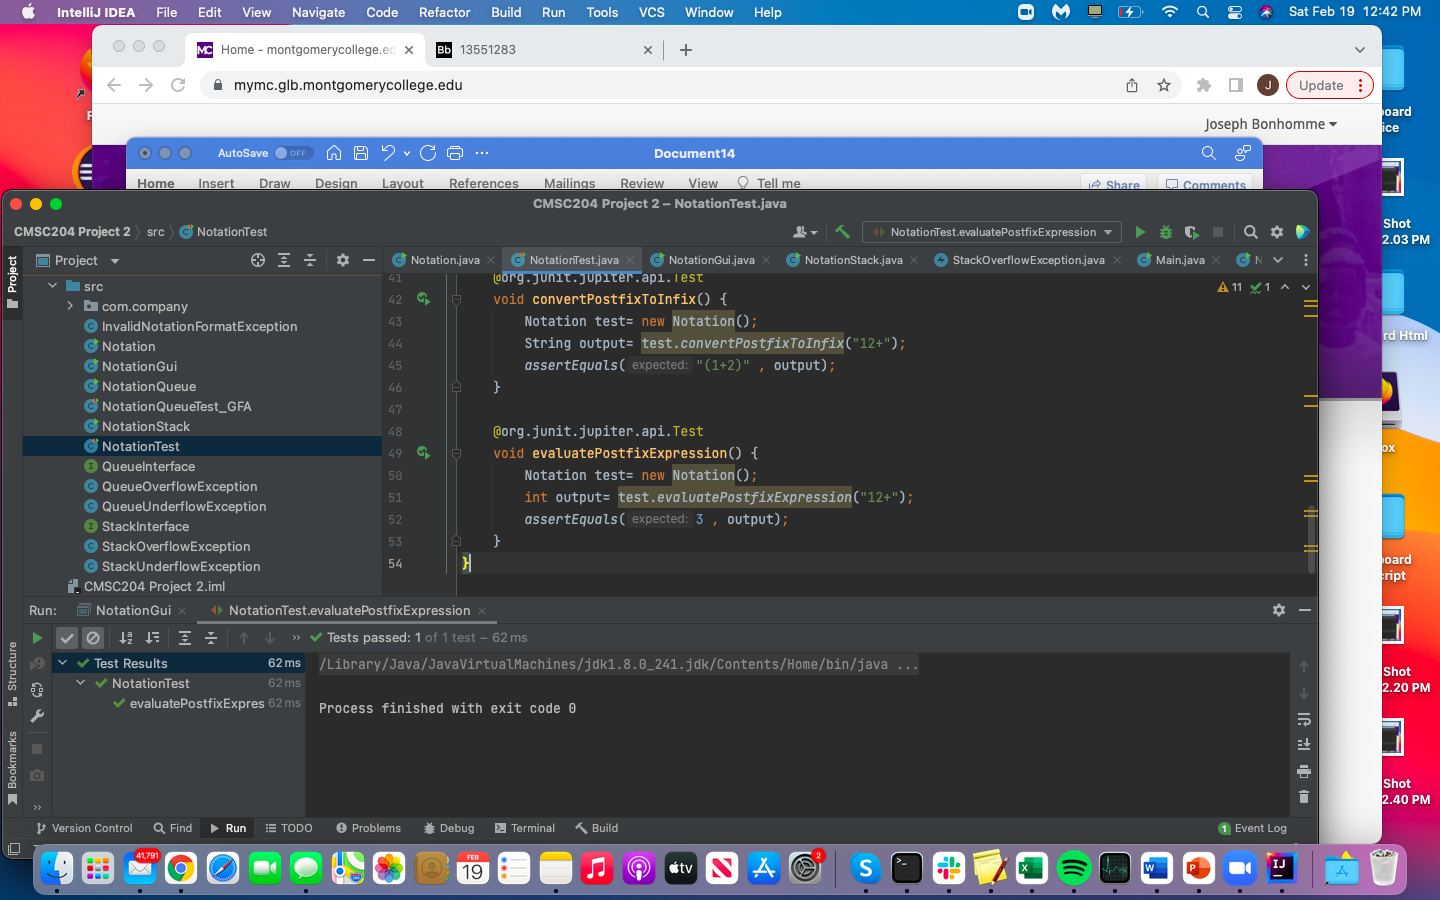 IntelliJ IDEA File Edit View Navigate Code Refactor Build Run Tools VCS Window Help Sat Feb 19 12:42 PM
Home - montgomerycollege.ed
Bb 13551283
mymc.glb.montgomerycollege.edu
J Update
Joseph Bonhomme
AutoSave OFF
Document14
Home Insert Draw Design Layout References Mailings Review View Tell me Share Comments
CMSC204 Project 2 – NotationTest.java
CMSC204 Project 2 src NotationTest
NotationTest.evaluatePostfixExpression
Project
Notation.java NotationTest.java NotationGui.java NotationStack.java StackOverflowException.java Main.java N
Project
src
com.company
InvalidNotationFormatException
Notation
NotationGui
NotationQueue
NotationQueueTest_GFA
NotationStack
NotationTest
QueueInterface
QueueOverflowException
QueueUnderflowException
StackInterface
StackOverflowException
StackUnderflowException
CMSC204 Project 2.iml
11 1
41 @org.junit.jupiter.api.Test
42 void convertPostfixToInfix() {
43 Notation test= new Notation();
44 String output= test.convertPostfixToInfix("12+");
45 assertEquals( expected: "(1+2)" , output);
46 }
47
48 @org.junit.jupiter.api.Test
49 void evaluatePostfixExpression() {
50 Notation test= new Notation();
51 int output= test.evaluatePostfixExpression("12+");
52 assertEquals( expected: 3 , output);
53 }
54 }
Run: NotationGui NotationTest.evaluatePostfixExpression
Tests passed: 1 of 1 test – 62 ms
Test Results 62 ms
NotationTest 62 ms
evaluatePostfixExpres 62 ms
/Library/Java/JavaVirtualMachines/jdk1.8.0_241.jdk/Contents/Home/bin/java ...
Process finished with exit code 0
Structure
Bookmarks
Version Control Find Run TODO Problems Debug Terminal Build 1 Event Log
board
ice
Shot
2.03 PM
rd Html
ox
board
cript
Shot
2.20 PM
Shot
2.40 PM
41,791
FEB
19
tv
2